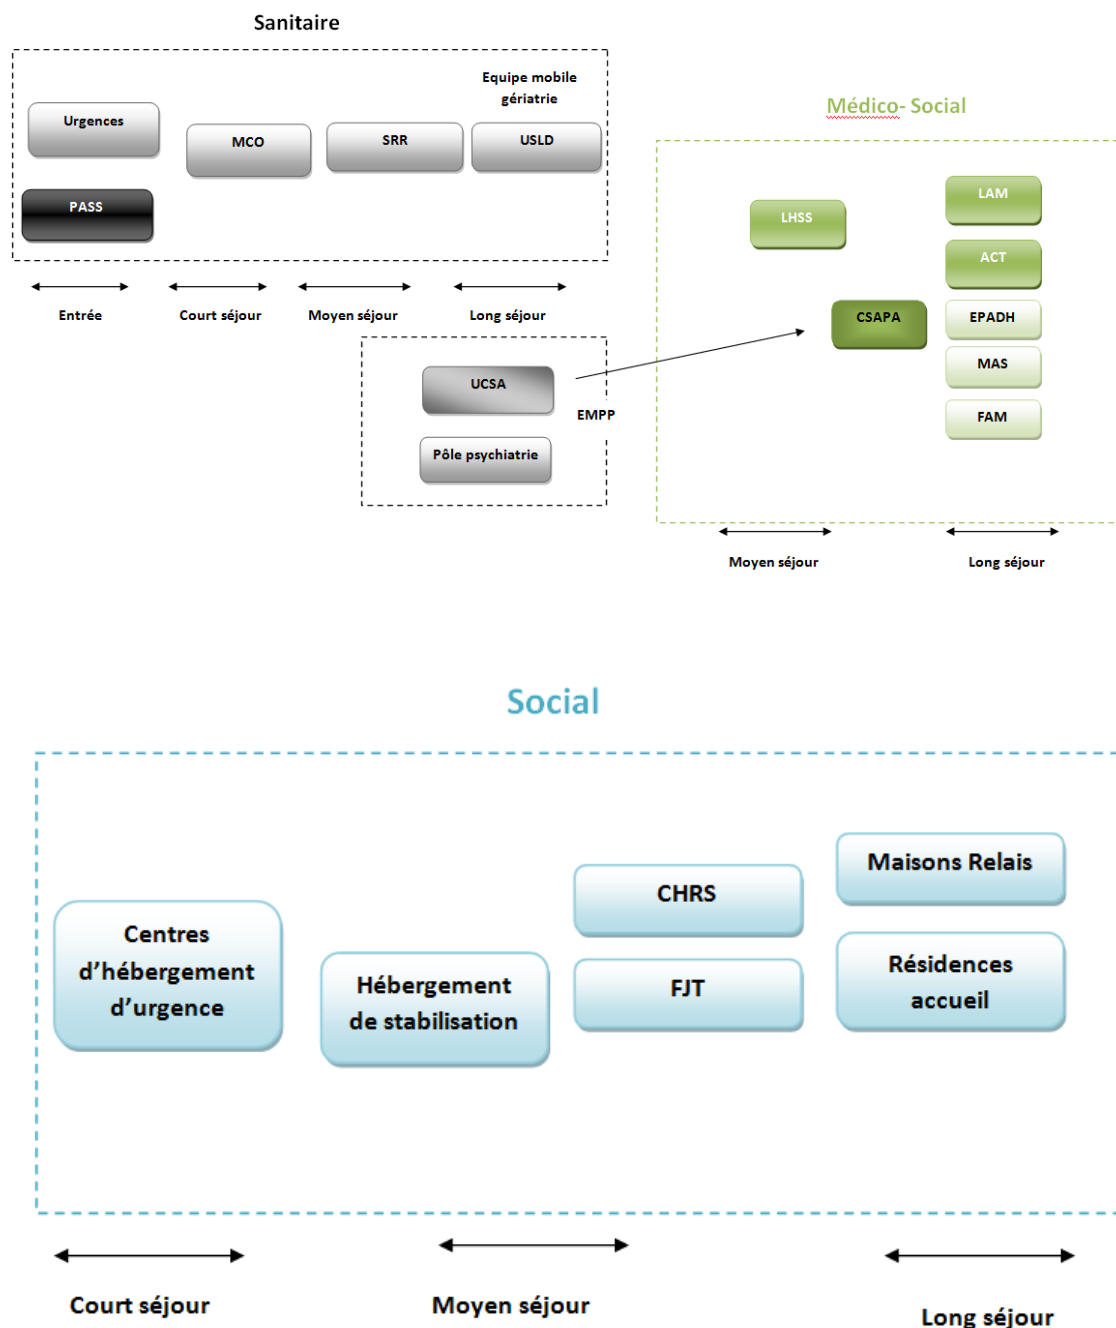 Sanitaire
Equipe mobile
gériatrie
Urgences
MCO
SRR
USLD
PASS
Entrée
Court séjour
Moyen séjour
Long séjour
UCSA
EMPP
Pôle psychiatrie
Médico- Social
LHSS
LAM
ACT
CSAPA
EPADH
MAS
FAM
Moyen séjour
Long séjour
Social
Centres
d’hébergement
d’urgence
Hébergement
de stabilisation
CHRS
FJT
Maisons Relais
Résidences
accueil
Court séjour
Moyen séjour
Long séjour